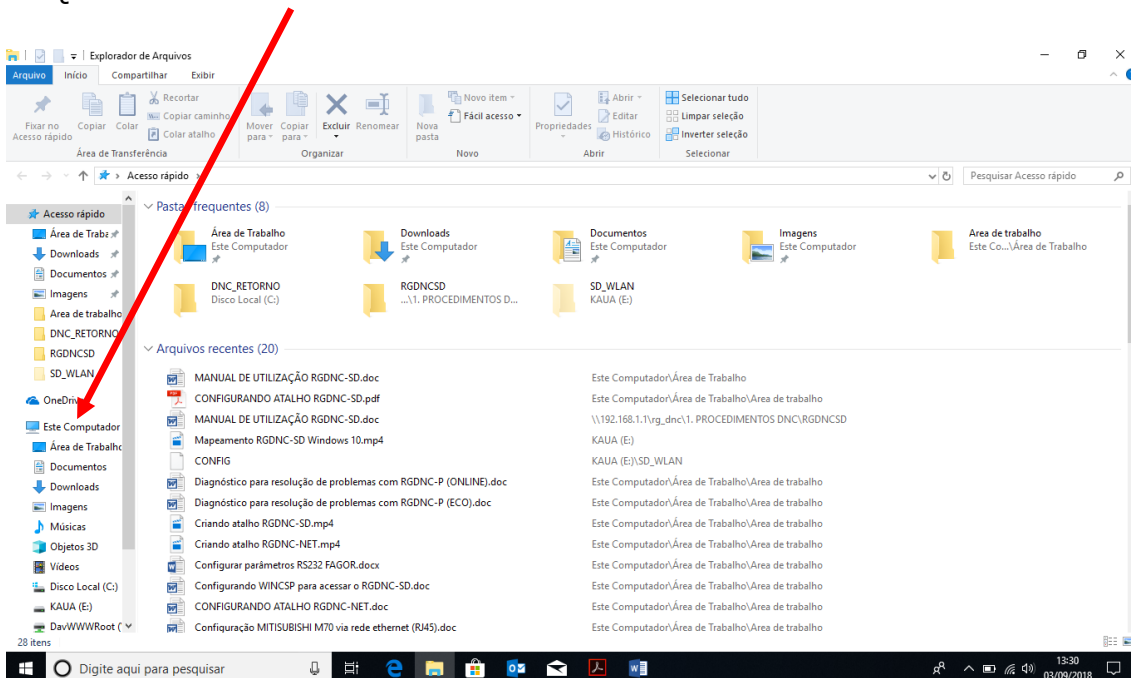 Explorador de Arquivos
Arquivo Início Compartilhar Exibir
Fixar no Acesso rápido
Copiar
Colar
Recortar
Copiar caminho
Colar atalho
Área de Transferência
Mover para
Copiar para
Excluir
Renomear
Organizar
Nova pasta
Novo item
Fácil acesso
Novo
Propriedades
Abrir
Editar
Histórico
Abrir
Selecionar tudo
Limpar seleção
Inverter seleção
Selecionar
Acesso rápido
Pesquisar Acesso rápido
Acesso rápido
Área de Traba
Downloads
Documentos
Imagens
Area de trabalho
DNC_RETORNO
RGDNCSD
SD_WLAN
OneDriv
Este Computador
Área de Trabalho
Documentos
Downloads
Imagens
Músicas
Objetos 3D
Vídeos
Disco Local (C:)
KAUA (E:)
DavWWWRoot (
Pastas frequentes (8)
Área de Trabalho
Este Computador
Downloads
Este Computador
Documentos
Este Computador
Imagens
Este Computador
Area de trabalho
Este Co...\Área de Trabalho
DNC_RETORNO
Disco Local (C:)
RGDNCSD
...\1. PROCEDIMENTOS D...
SD_WLAN
KAUA (E:)
Arquivos recentes (20)
MANUAL DE UTILIZAÇÃO RGDNC-SD.doc Este Computador\Área de Trabalho
CONFIGURANDO ATALHO RGDNC-SD.pdf Este Computador\Área de Trabalho\Area de trabalho
MANUAL DE UTILIZAÇÃO RGDNC-SD.doc \\192.168.1.1\rg_dnc\1. PROCEDIMENTOS DNC\RGDNCSD
Mapeamento RGDNC-SD Windows 10.mp4 KAUA (E:)
CONFIG KAUA (E:)\SD_WLAN
Diagnóstico para resolução de problemas com RGDNC-P (ONLINE).doc Este Computador\Área de Trabalho\Area de trabalho
Diagnóstico para resolução de problemas com RGDNC-P (ECO).doc Este Computador\Área de Trabalho\Area de trabalho
Criando atalho RGDNC-SD.mp4 Este Computador\Área de Trabalho\Area de trabalho
Criando atalho RGDNC-NET.mp4 Este Computador\Área de Trabalho\Area de trabalho
Configurar parâmetros RS232 FAGOR.docx Este Computador\Área de Trabalho\Area de trabalho
Configurando WINCSP para acessar o RGDNC-SD.doc Este Computador\Área de Trabalho\Area de trabalho
CONFIGURANDO ATALHO RGDNC-NET.doc Este Computador\Área de Trabalho\Area de trabalho
Configuração MITISUBISHI M70 via rede ethernet (RJ45).doc Este Computador\Área de Trabalho\Area de trabalho
28 itens
Digite aqui para pesquisar
13:30
03/09/2018